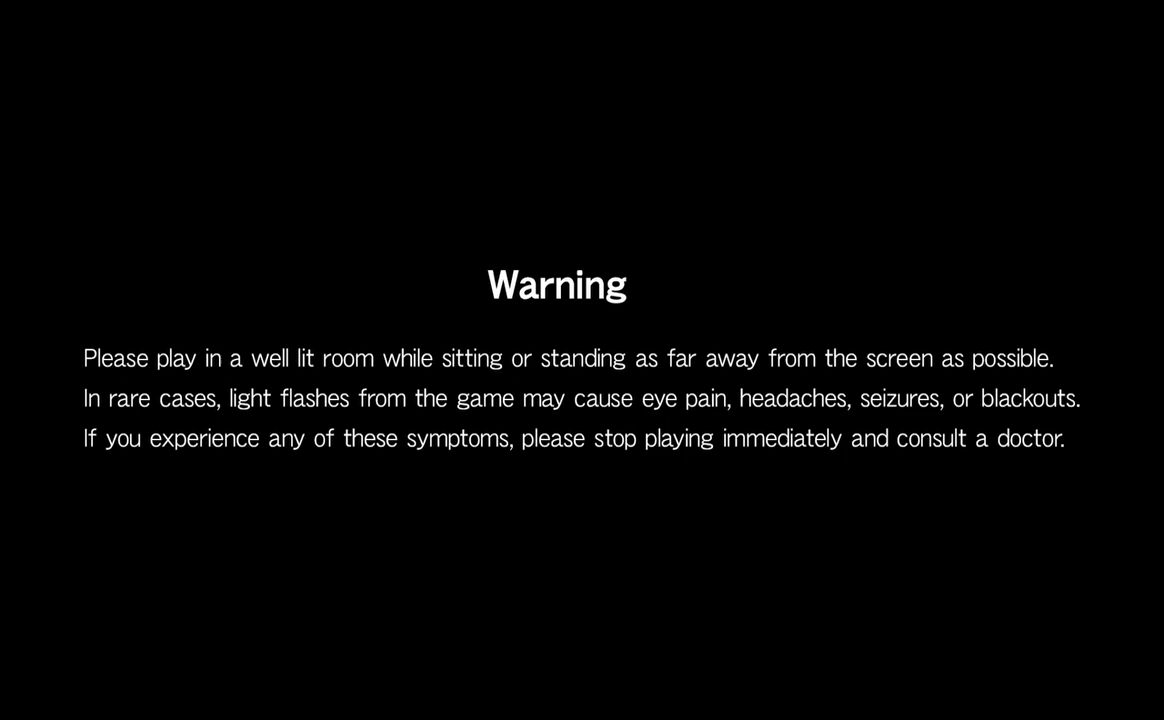 Warning
Please play in a well lit room while sitting or standing as far away from the screen as possible.
In rare cases, light flashes from the game may cause eye pain, headaches, seizures, or blackouts.
If you experience any of these symptoms, please stop playing immediately and consult a doctor.